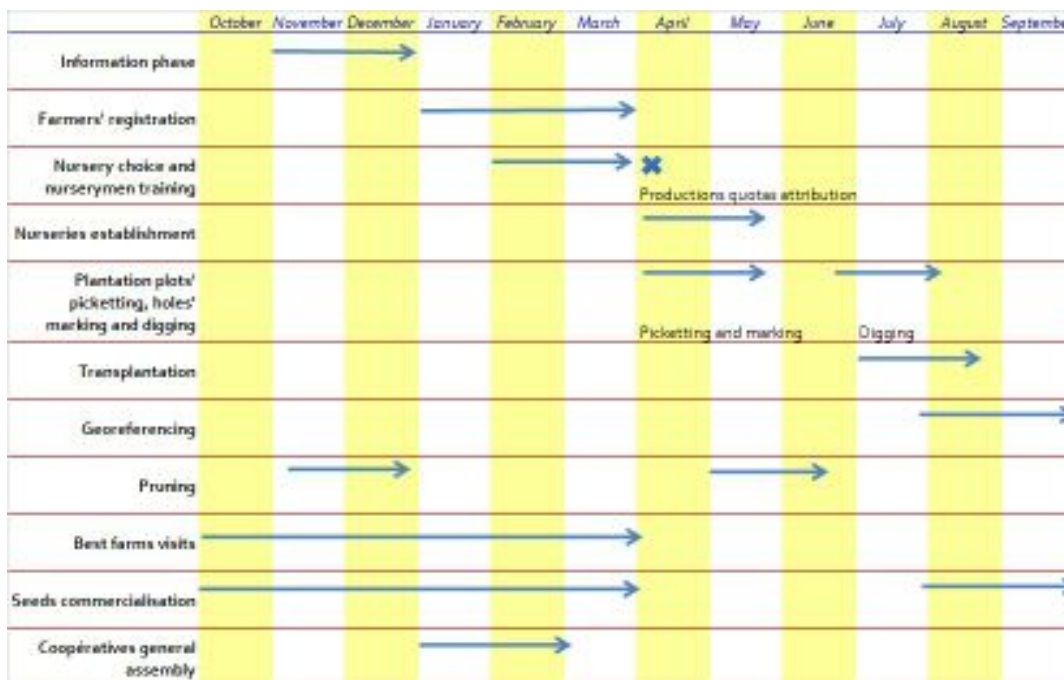 October November December January February March April May June July August Septembe
Information phase
Farmers' registration
Nursery choice and
nurserymen training
Productions quotas attribution
Nurseries establishment
Plantation plots'
picketting, holes'
marking and digging
Picketting and marking Digging
Transplantation
Georeferencing
Pruning
Best farms visits
Seeds commercialisation
Coopératives general
assembly